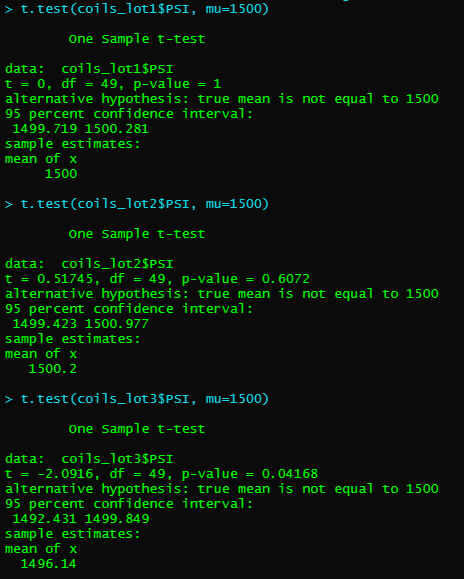 > t.test(coils_lot1$PSI, mu=1500)
One Sample t-test
data:  coils_lot1$PSI
t = 0, df = 49, p-value = 1
alternative hypothesis: true mean is not equal to 1500
95 percent confidence interval:
1499.719 1500.281
sample estimates:
mean of x
1500
> t.test(coils_lot2$PSI, mu=1500)
One Sample t-test
data:  coils_lot2$PSI
t = 0.51745, df = 49, p-value = 0.6072
alternative hypothesis: true mean is not equal to 1500
95 percent confidence interval:
1499.423 1500.977
sample estimates:
mean of x
1500.2
> t.test(coils_lot3$PSI, mu=1500)
One Sample t-test
data:  coils_lot3$PSI
t = -2.0916, df = 49, p-value = 0.04168
alternative hypothesis: true mean is not equal to 1500
95 percent confidence interval:
1492.431 1499.849
sample estimates:
mean of x
1496.14